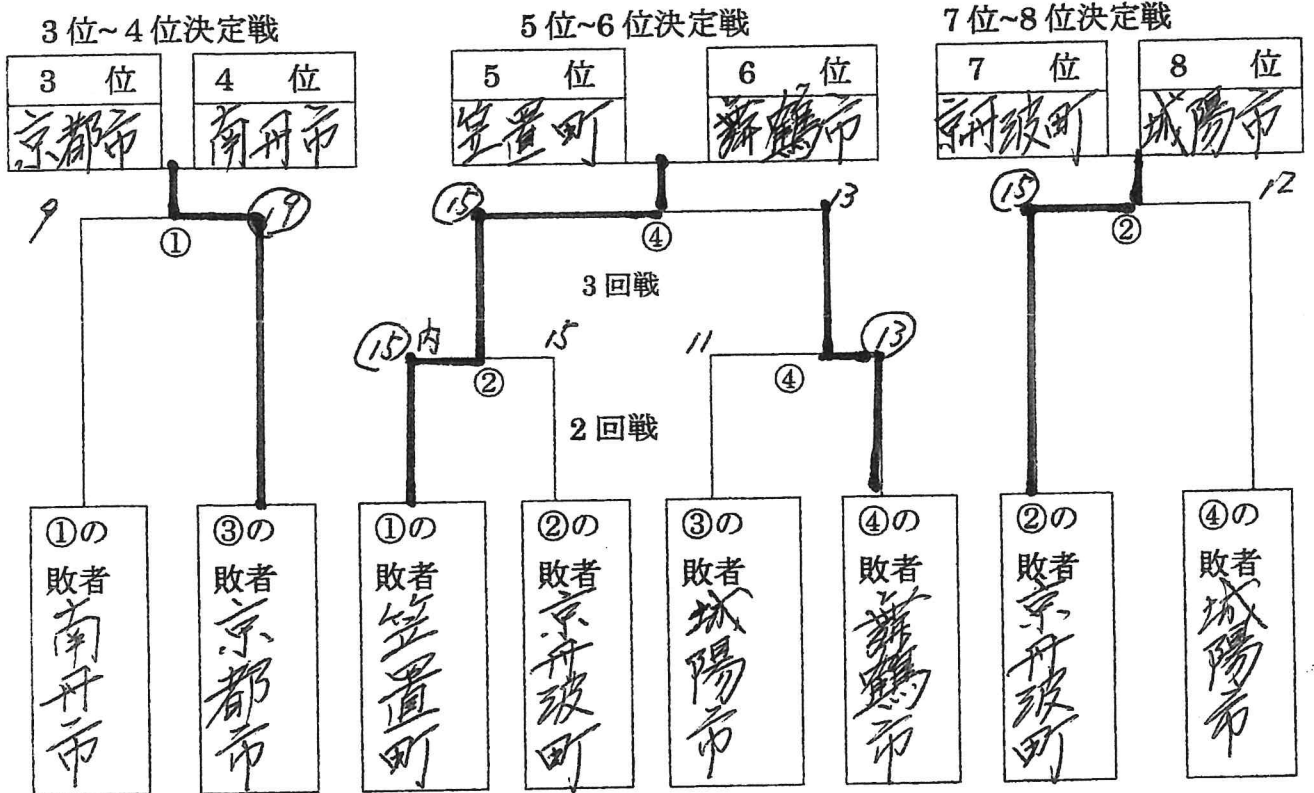 3位~4位決定戦 5位~6位決定戦 7位~8位決定戦
3 位 4 位 5 位 6 位 7 位 8 位
京都市 南丹市 笠置町 舞鶴市 京丹波町 城陽市
9 ⑲ ⑮ 13 ⑮ 12
① ④ ②
3回戦
⑮内 15 11 ⑬
② ④
2回戦
①の敗者 南丹市
③の敗者 京都市
①の敗者 笠置町
②の敗者 京丹波町
③の敗者 城陽市
④の敗者 舞鶴市
②の敗者 京丹波町
④の敗者 城陽市